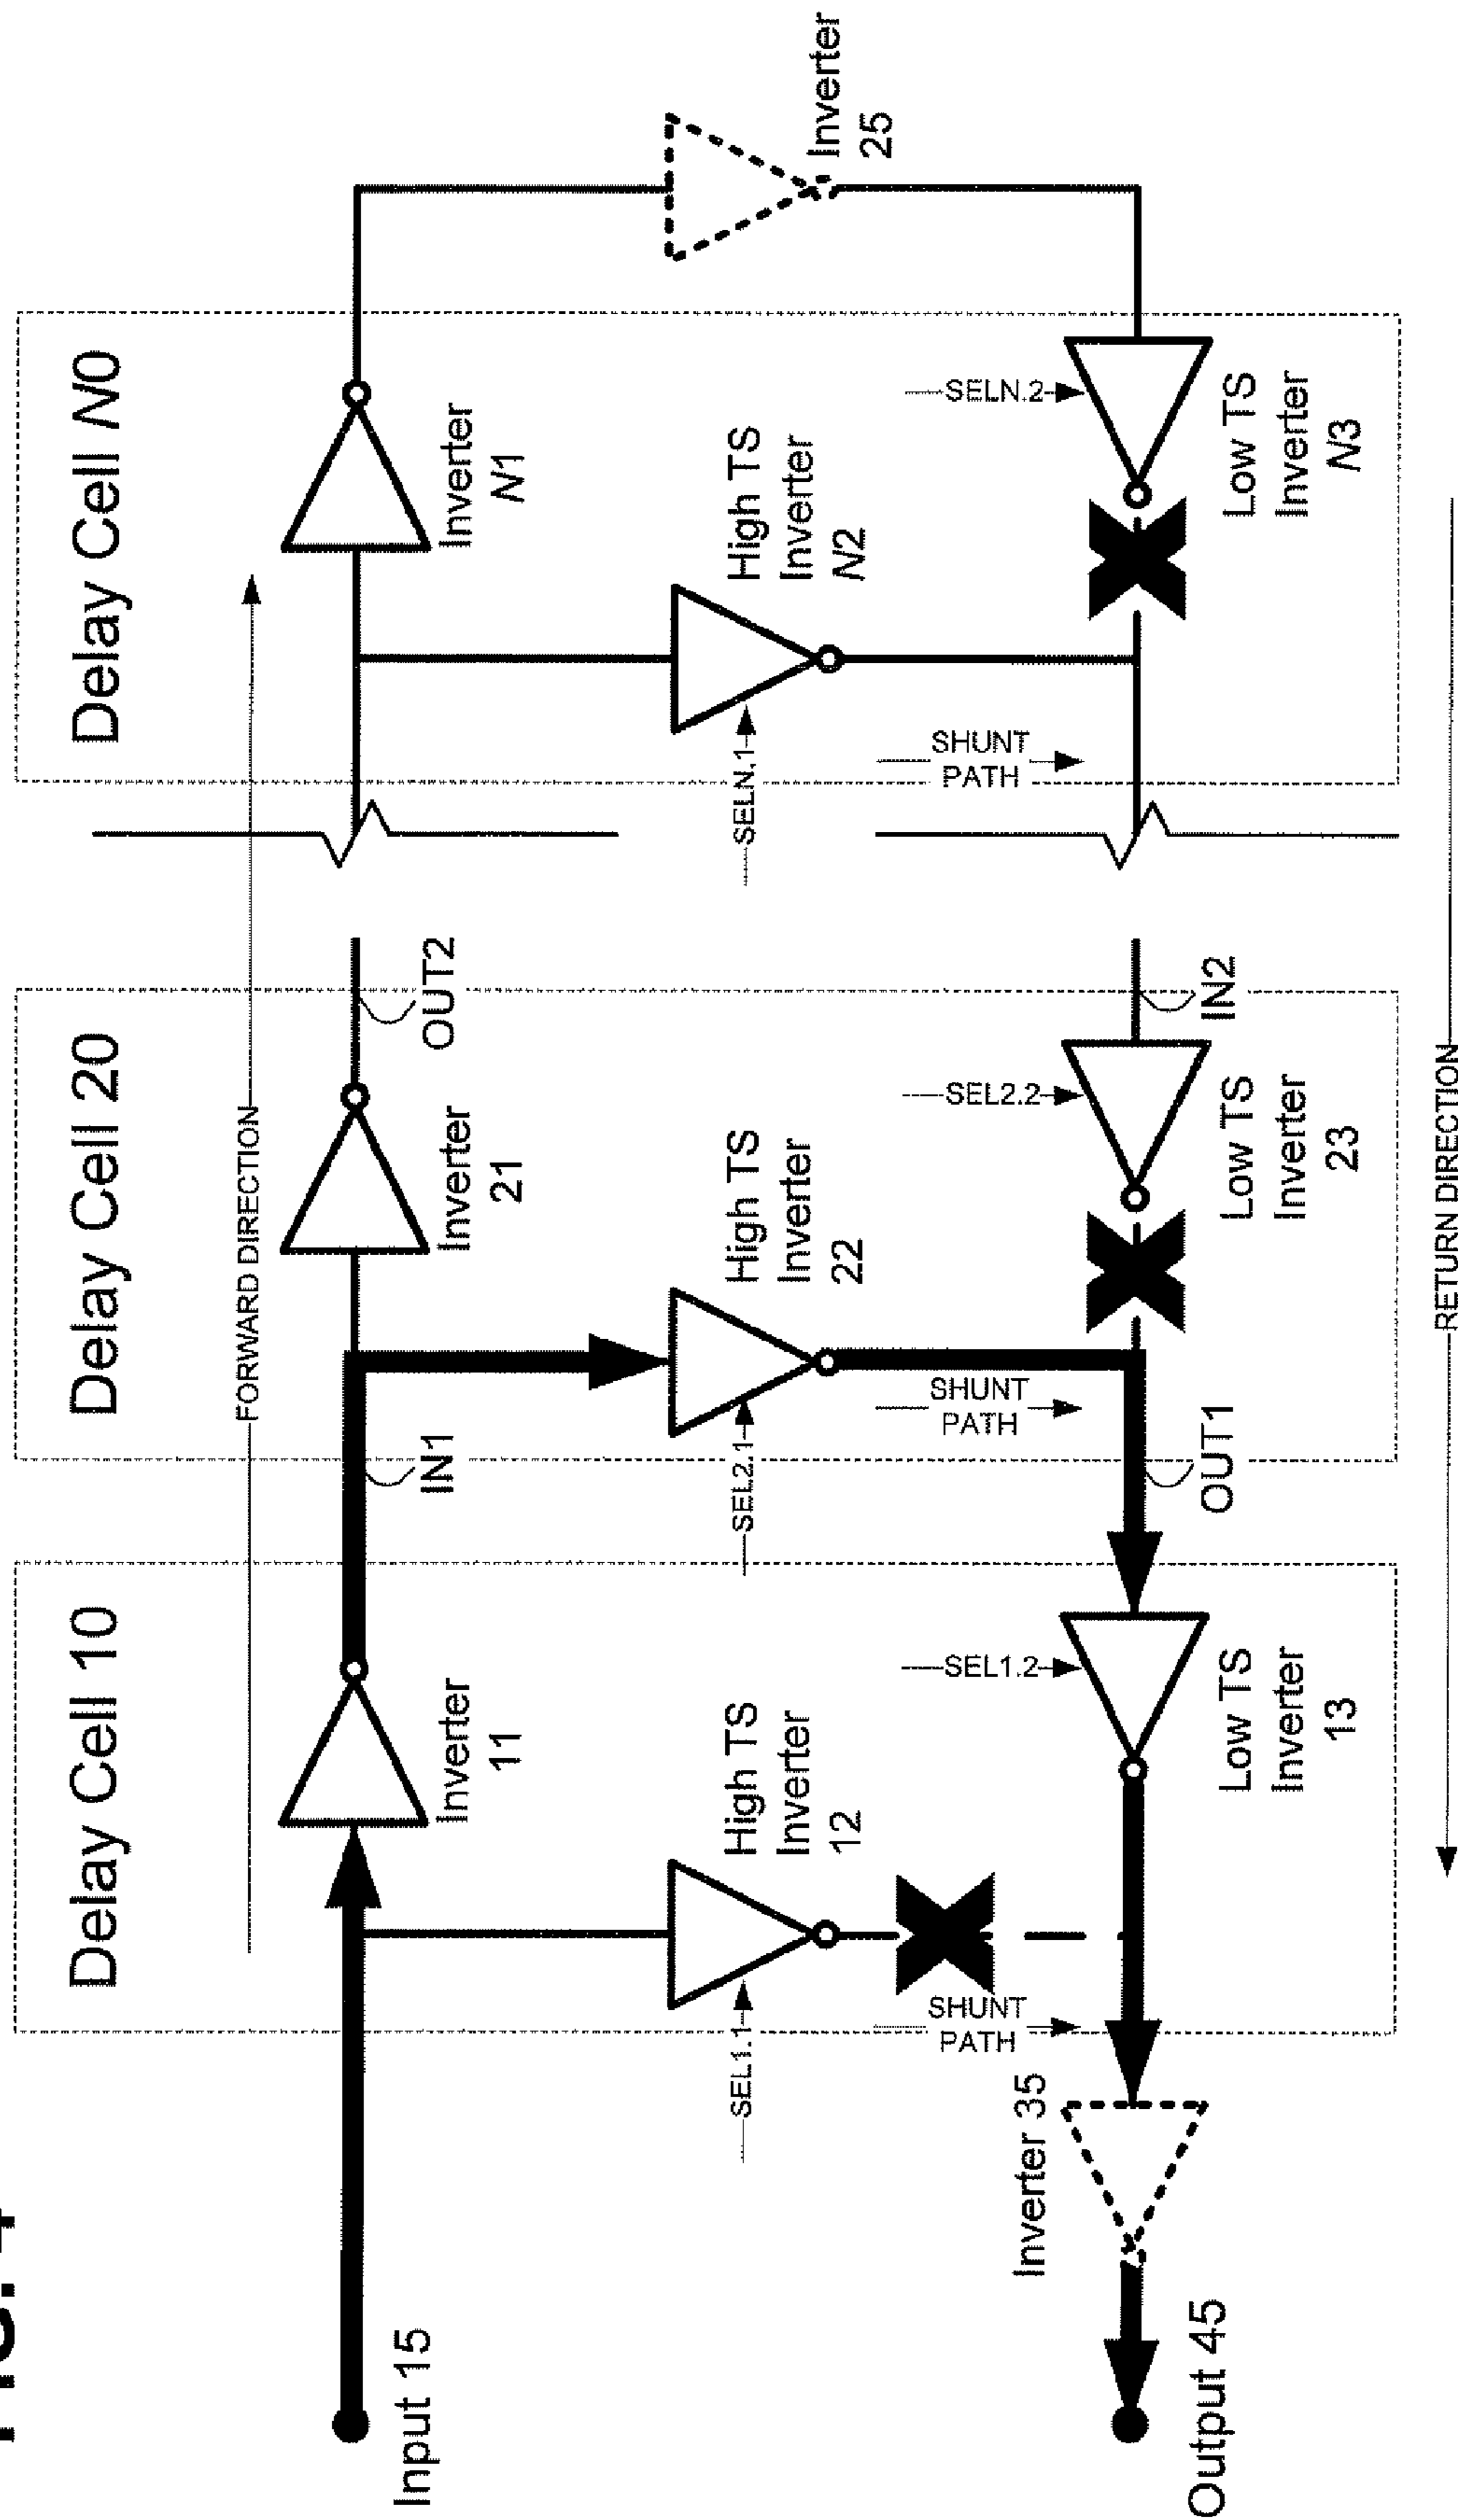 Delay Cell 10
Delay Cell 20
Delay Cell N0
FORWARD DIRECTION
Inverter
11
IN1
Inverter
21
OUT2
Inverter
N1
Input 15
SEL1.1
High TS
Inverter
12
SEL2.1
High TS
Inverter
22
SELN.1
High TS
Inverter
N2
Inverter
25
SHUNT
PATH
SHUNT
PATH
SHUNT
PATH
SEL1.2
SEL2.2
SELN.2
Inverter 35
Low TS
Inverter
13
OUT1
Low TS
Inverter
23
IN2
Low TS
Inverter
N3
Output 45
RETURN DIRECTION